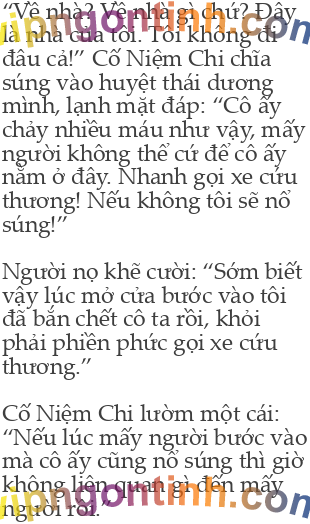 “Về nhà? Về nhà gì chứ? Đây
là nhà của tôi. Tôi không đi
đâu cả!” Cố Niệm Chi chĩa
súng vào huyệt thái dương
mình, lạnh mặt đáp: “Cô ấy
chảy nhiều máu như vậy, mấy
người không thể cứ để cô ấy
nằm ở đây. Nhanh gọi xe cứu
thương! Nếu không tôi sẽ nổ
súng!”
Người nọ khẽ cười: “Sớm biết
vậy lúc mở cửa bước vào tôi
đã bắn chết cô ta rồi, khỏi
phải phiền phức gọi xe cứu
thương.”
Cố Niệm Chi lườm một cái:
“Nếu lúc mấy người bước vào
mà cô ấy cũng nổ súng thì giờ
không liên quan gì đến mấy
người rồi.”
vipngontinh.com
vipngontinh.com